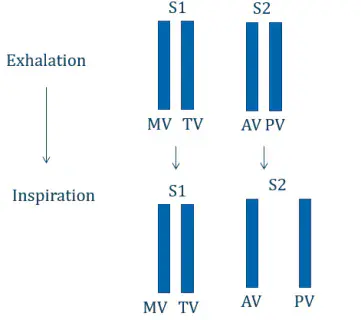 S1 S2
Exhalation
MV TV AV PV
Inspiration S1 S2
MV TV AV PV